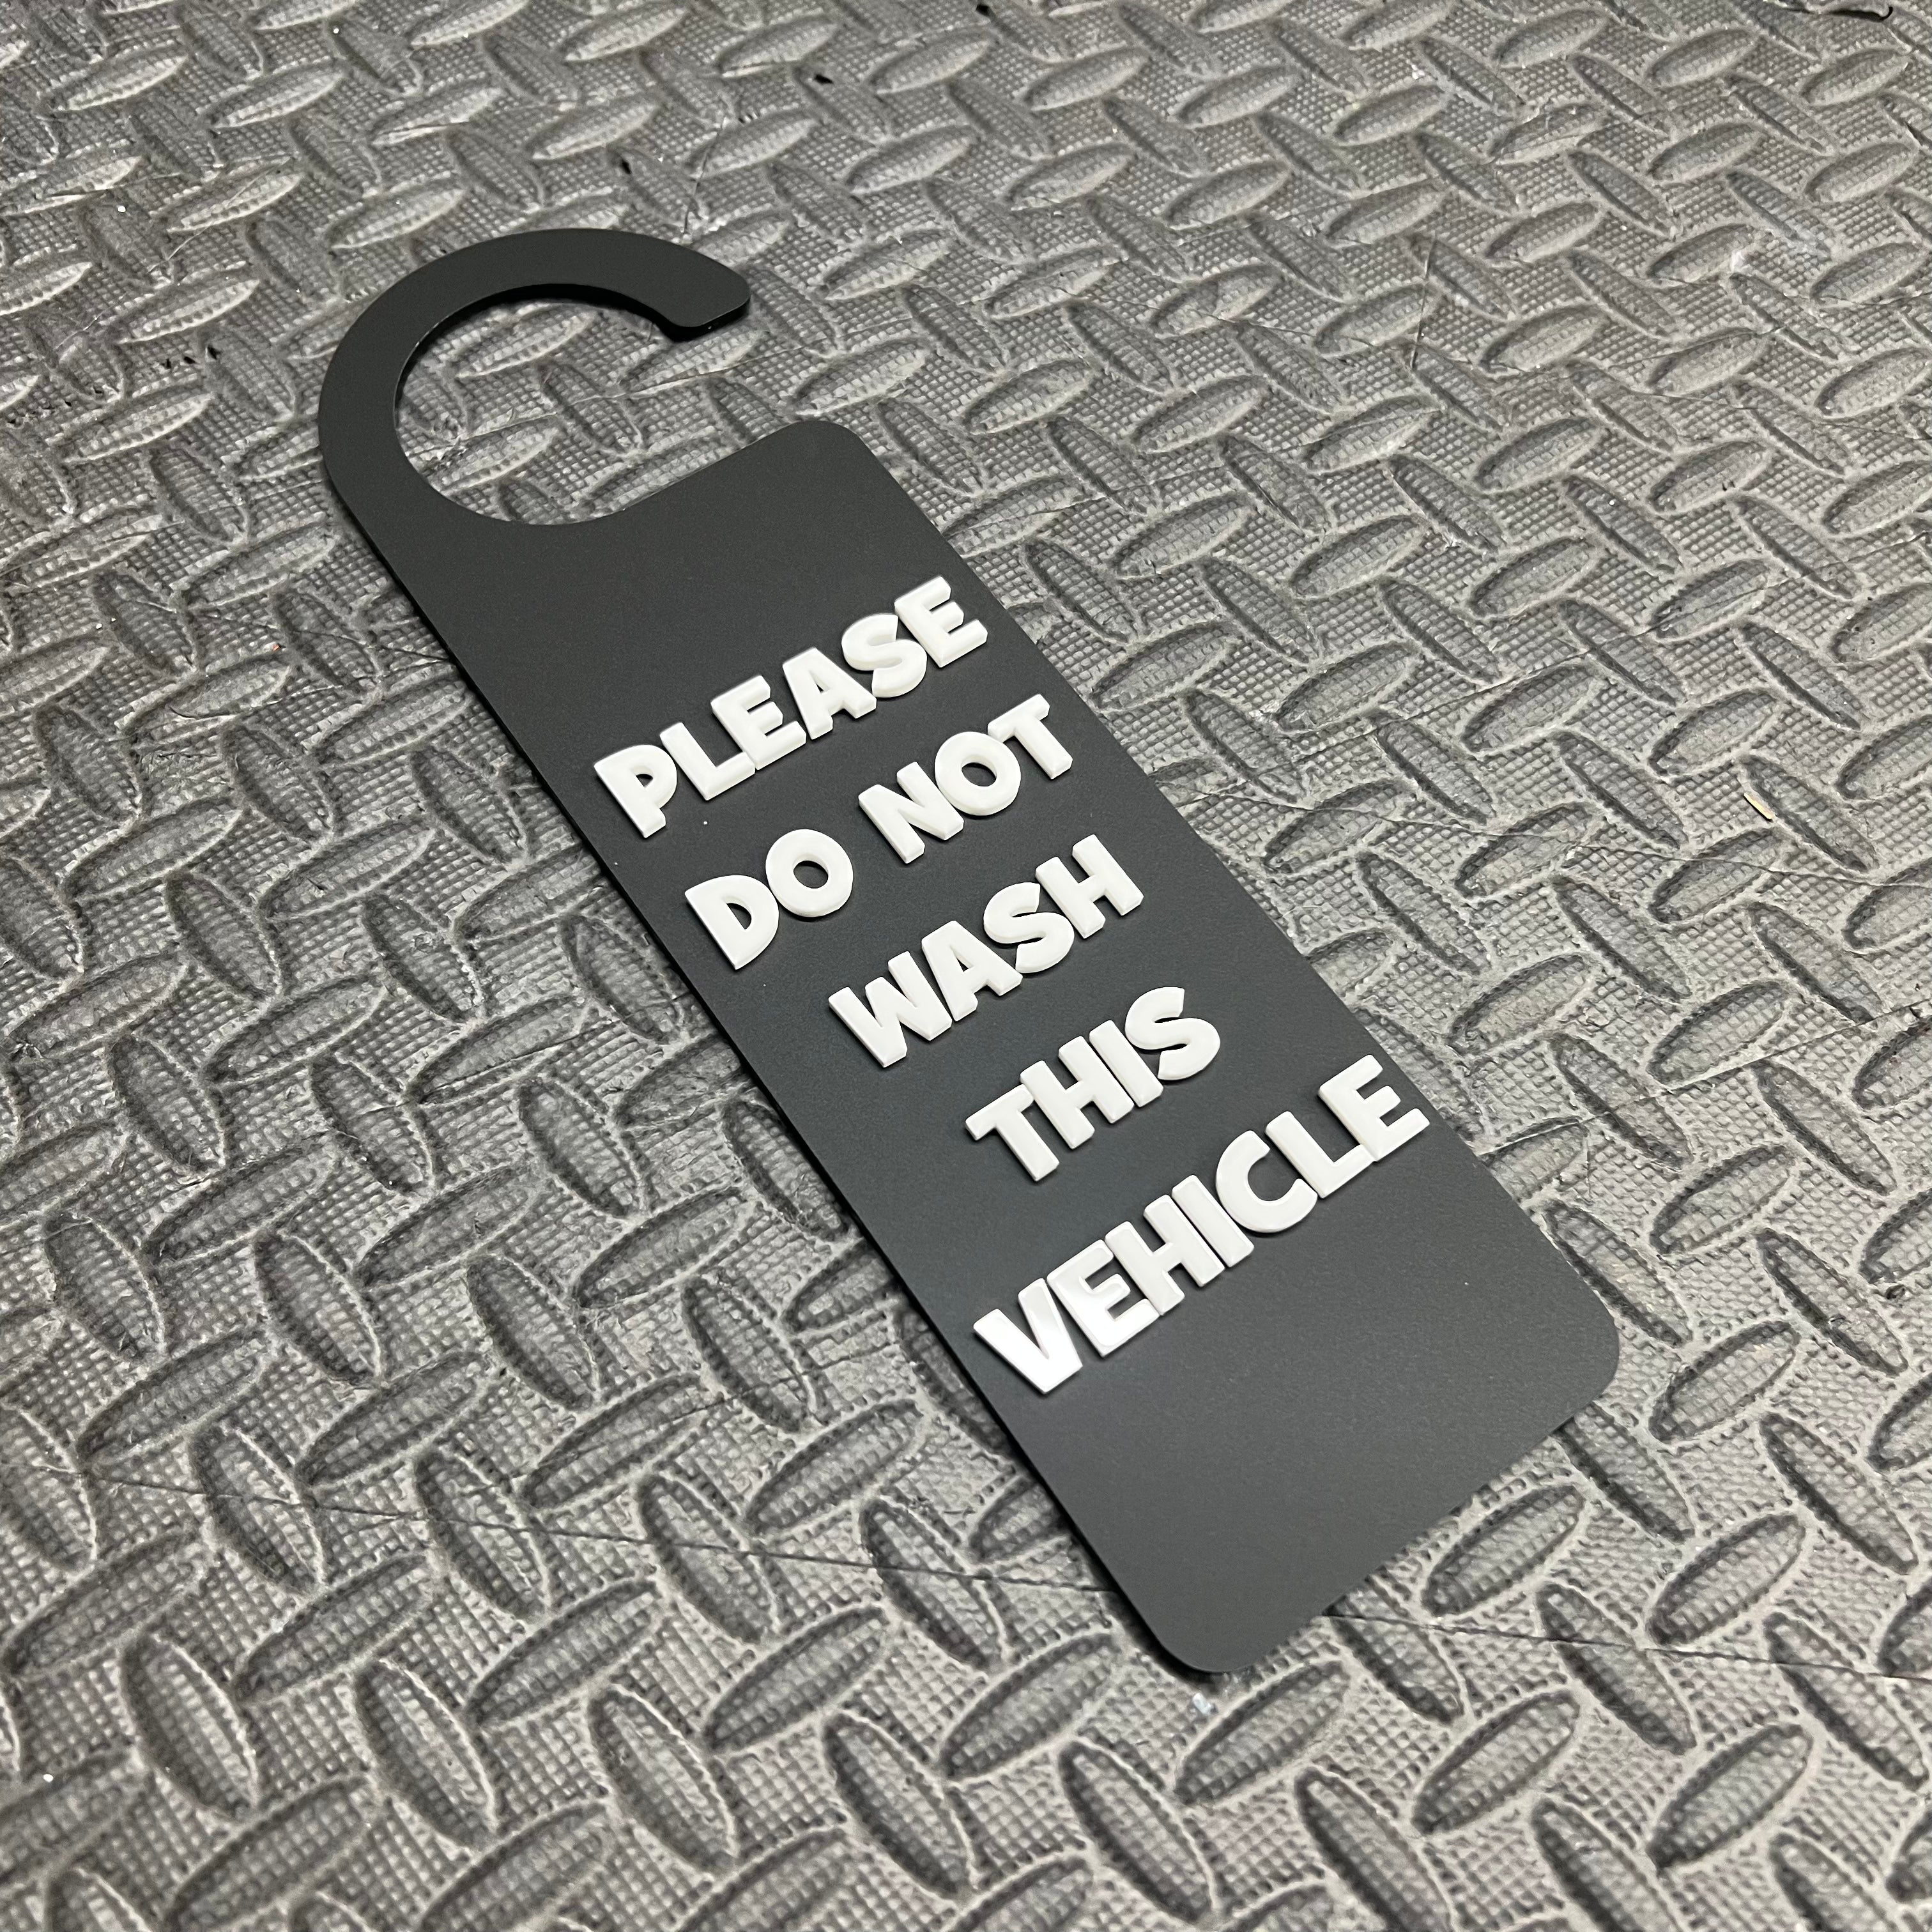 PLEASE
DO NOT
WASH
THIS
VEHICLE